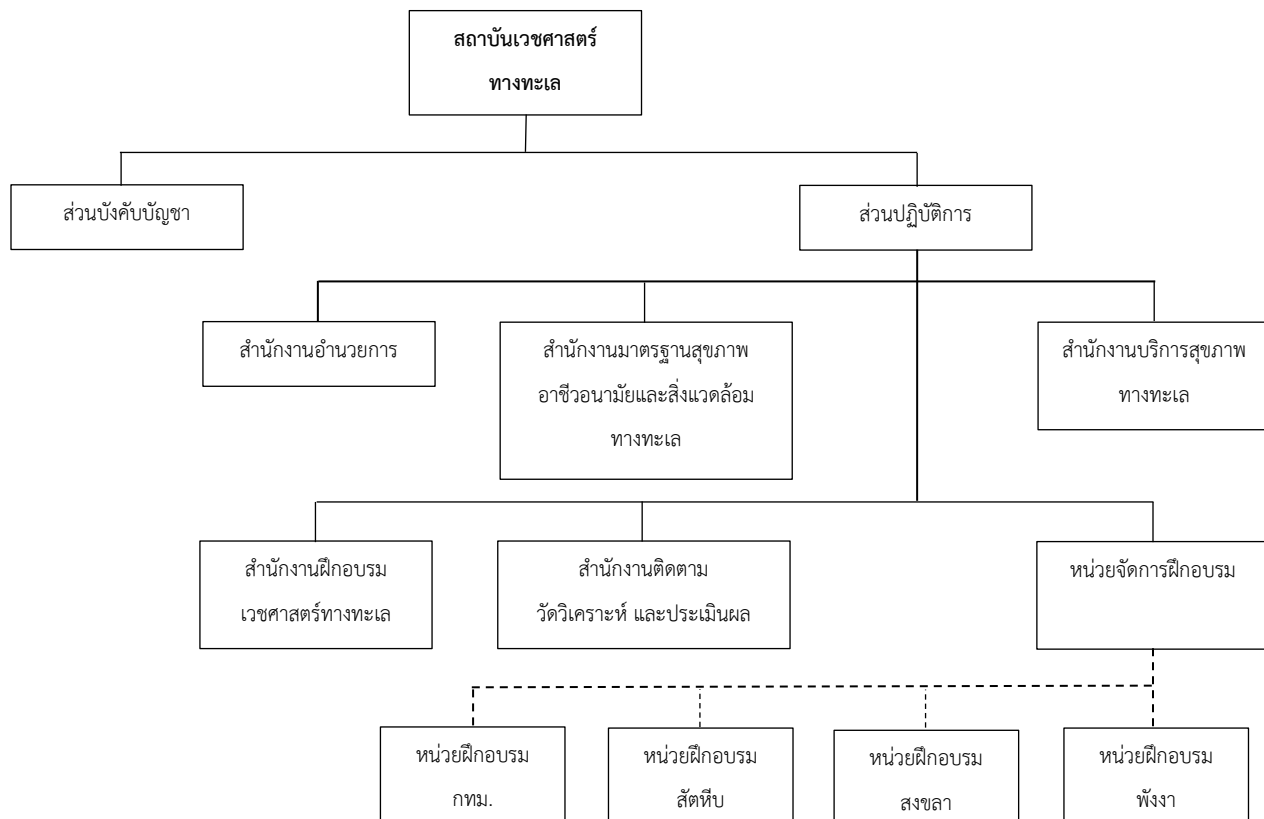 สถาบันเวชศาสตร์
ทางทะเล
ส่วนบังคับบัญชา
ส่วนปฏิบัติการ
สำนักงานอำนวยการ
สำนักงานมาตรฐานสุขภาพ
อาชีวอนามัยและสิ่งแวดล้อม
ทางทะเล
สำนักงานบริการสุขภาพ
ทางทะเล
สำนักงานฝึกอบรม
เวชศาสตร์ทางทะเล
สำนักงานติดตาม
วัดวิเคราะห์ และประเมินผล
หน่วยจัดการฝึกอบรม
หน่วยฝึกอบรม
กทม.
หน่วยฝึกอบรม
สัตหีบ
หน่วยฝึกอบรม
สงขลา
หน่วยฝึกอบรม
พังงา